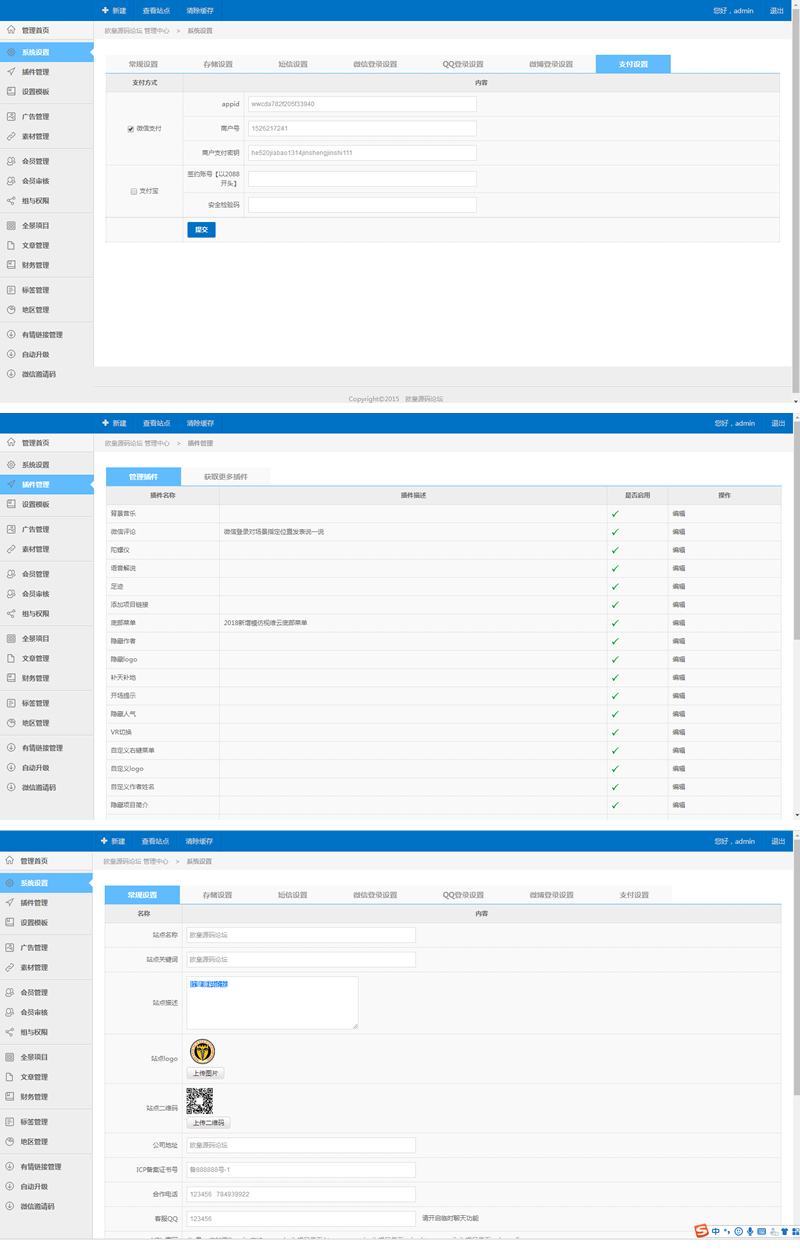 新建 查看站点 清除缓存 您好，admin 退出
管理首页 欧皇源码论坛 管理中心 > 系统设置
系统设置
常规设置 存储设置 短信设置 微信登录设置 QQ登录设置 微博登录设置 支付设置
插件管理
支付方式 内容
设置模板
appid wwcda782f205f33940
广告管理
微信支付 商户号 1526217241
素材管理
商户支付密钥 he520jiabao1314jinshengjinshi111
会员管理
签约账号【以2088开头】
会员审核
支付宝
组与权限
安全检验码
全景项目
提交
文章管理
财务管理
标签管理
地区管理
有情链接管理
自动升级
微信邀请码
Copyright©2015 欧皇源码论坛
新建 查看站点 清除缓存 您好，admin 退出
管理首页 欧皇源码论坛 管理中心 > 插件管理
系统设置
管理插件 获取更多插件
插件管理
插件名称 插件描述 是否启用 操作
设置模板
背景音乐 ✓ 编辑
广告管理
微信评论 微信登录对场景指定位置发表说一说 ✓ 编辑
素材管理
陀螺仪 ✓ 编辑
语音解说 ✓ 编辑
会员管理
足迹 ✓ 编辑
会员审核
添加项目链接 ✓ 编辑
组与权限
底部菜单 2018新增模仿视维云底部菜单 ✓ 编辑
全景项目
隐藏作者 ✓ 编辑
文章管理
隐藏logo ✓ 编辑
财务管理
补天补地 ✓ 编辑
开场提示 ✓ 编辑
标签管理
隐藏人气 ✓ 编辑
地区管理
VR切换 ✓ 编辑
有情链接管理
自定义右键菜单 ✓ 编辑
自动升级
自定义logo ✓ 编辑
微信邀请码
自定义作者姓名 ✓ 编辑
隐藏项目简介 ✓ 编辑
新建 查看站点 清除缓存 您好，admin 退出
管理首页 欧皇源码论坛 管理中心 > 系统设置
系统设置
常规设置 存储设置 短信设置 微信登录设置 QQ登录设置 微博登录设置 支付设置
插件管理
名称 内容
设置模板
站点名称 欧皇源码论坛
广告管理
站点关键词 欧皇源码论坛
素材管理
站点描述 欧皇源码论坛
会员管理
会员审核
组与权限
站点logo
全景项目
上传图片
文章管理
财务管理
站点二维码
标签管理
上传二维码
地区管理
公司地址 欧皇源码论坛
有情链接管理
ICP备案证书号 鲁888888号-1
自动升级
合作电话 123456 784939922
微信邀请码
客服QQ 123456 请开启临时聊天功能
中